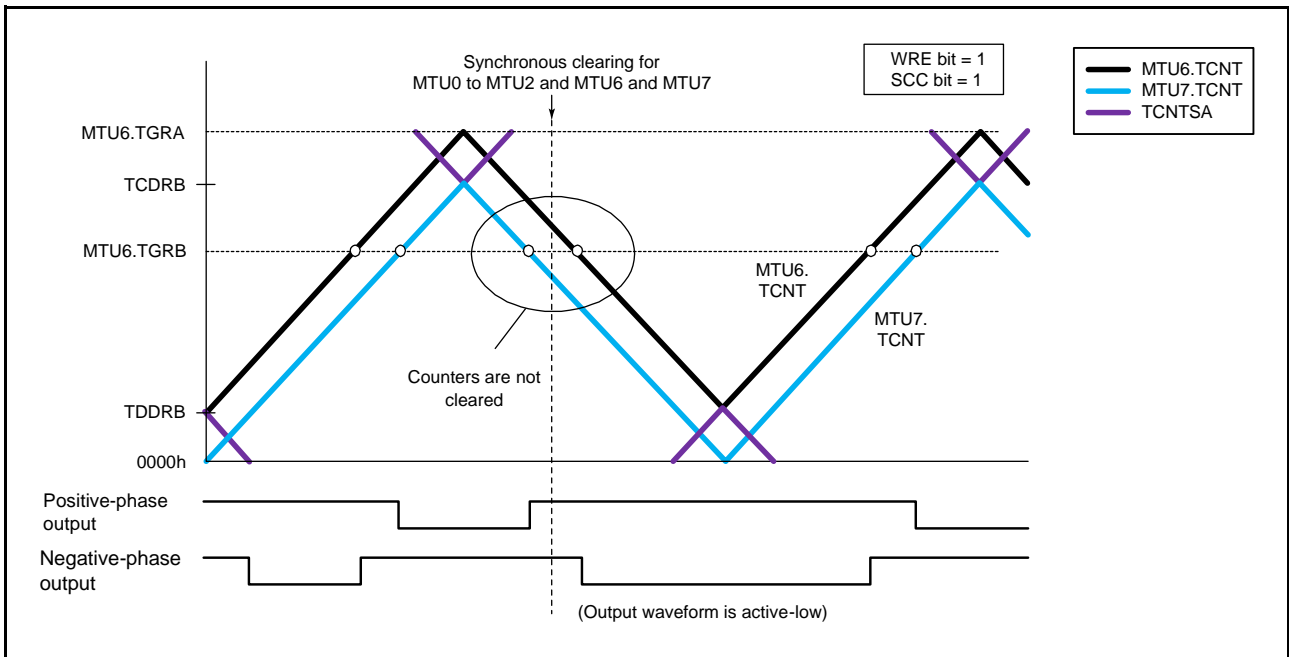 Synchronous clearing for
MTU0 to MTU2 and MTU6 and MTU7
WRE bit = 1
SCC bit = 1
MTU6.TCNT
MTU7.TCNT
TCNTSA
MTU6.TGRA
TCDRB
MTU6.TGRB
MTU6.
TCNT
MTU7.
TCNT
Counters are not
cleared
TDDRB
0000h
Positive-phase
output
Negative-phase
output
(Output waveform is active-low)